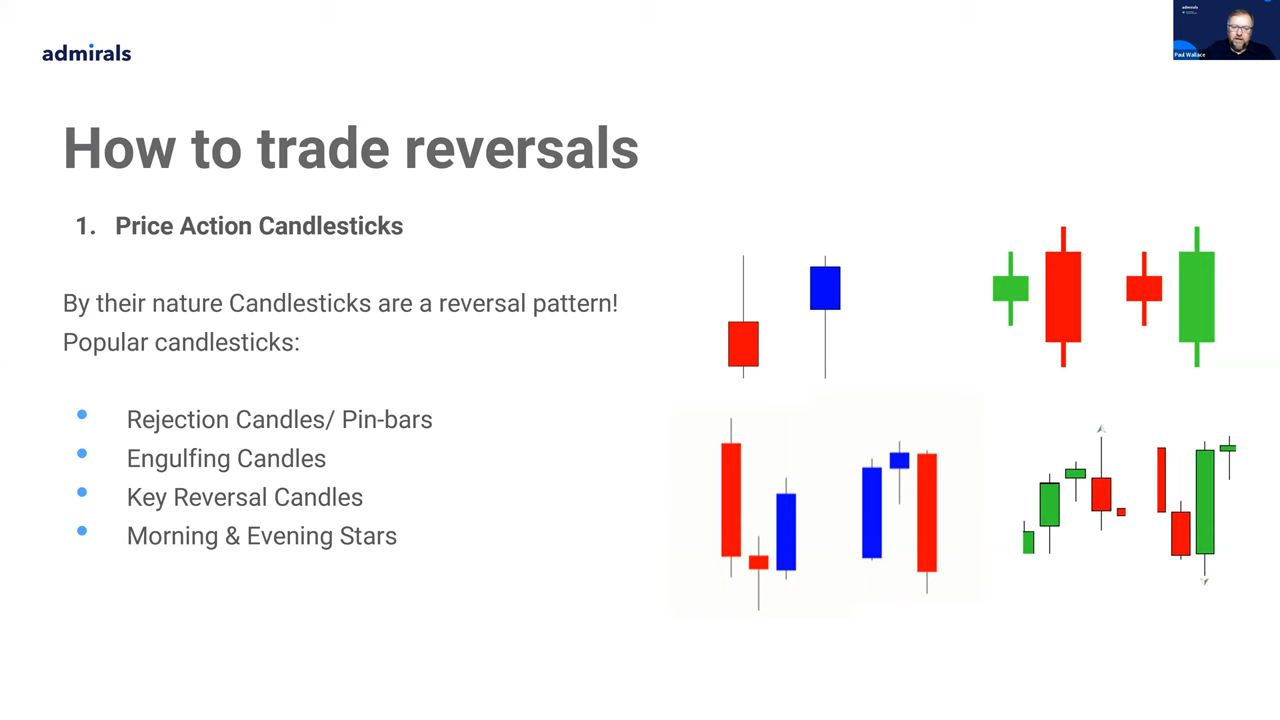 admirals
admirals
Paul Wallace
How to trade reversals
1. Price Action Candlesticks
By their nature Candlesticks are a reversal pattern!
Popular candlesticks:
• Rejection Candles/ Pin-bars
• Engulfing Candles
• Key Reversal Candles
• Morning & Evening Stars